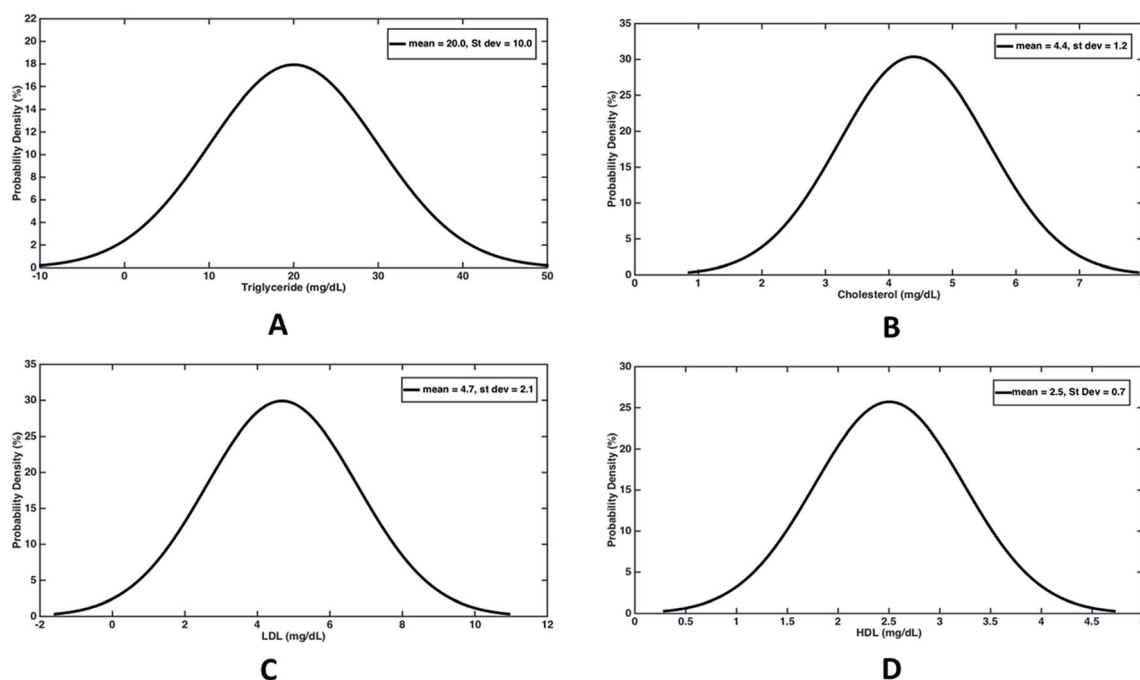 22
20
18
16
14
12
10
8
6
4
2
0
Probability Density (%)
mean = 20.0, St dev = 10.0
-10 0 10 20 30 40 50
Triglyceride (mg/dL)
A
35
30
25
20
15
10
5
0
Probability Density (%)
mean = 4.4, st dev = 1.2
0 1 2 3 4 5 6 7
Cholesterol (mg/dL)
B
35
30
25
20
15
10
5
0
Probability Density (%)
mean = 4.7, st dev = 2.1
-2 0 2 4 6 8 10 12
LDL (mg/dL)
C
30
25
20
15
10
5
0
Probability Density (%)
mean = 2.5, St Dev = 0.7
0 0.5 1 1.5 2 2.5 3 3.5 4 4.5
HDL (mg/dL)
D